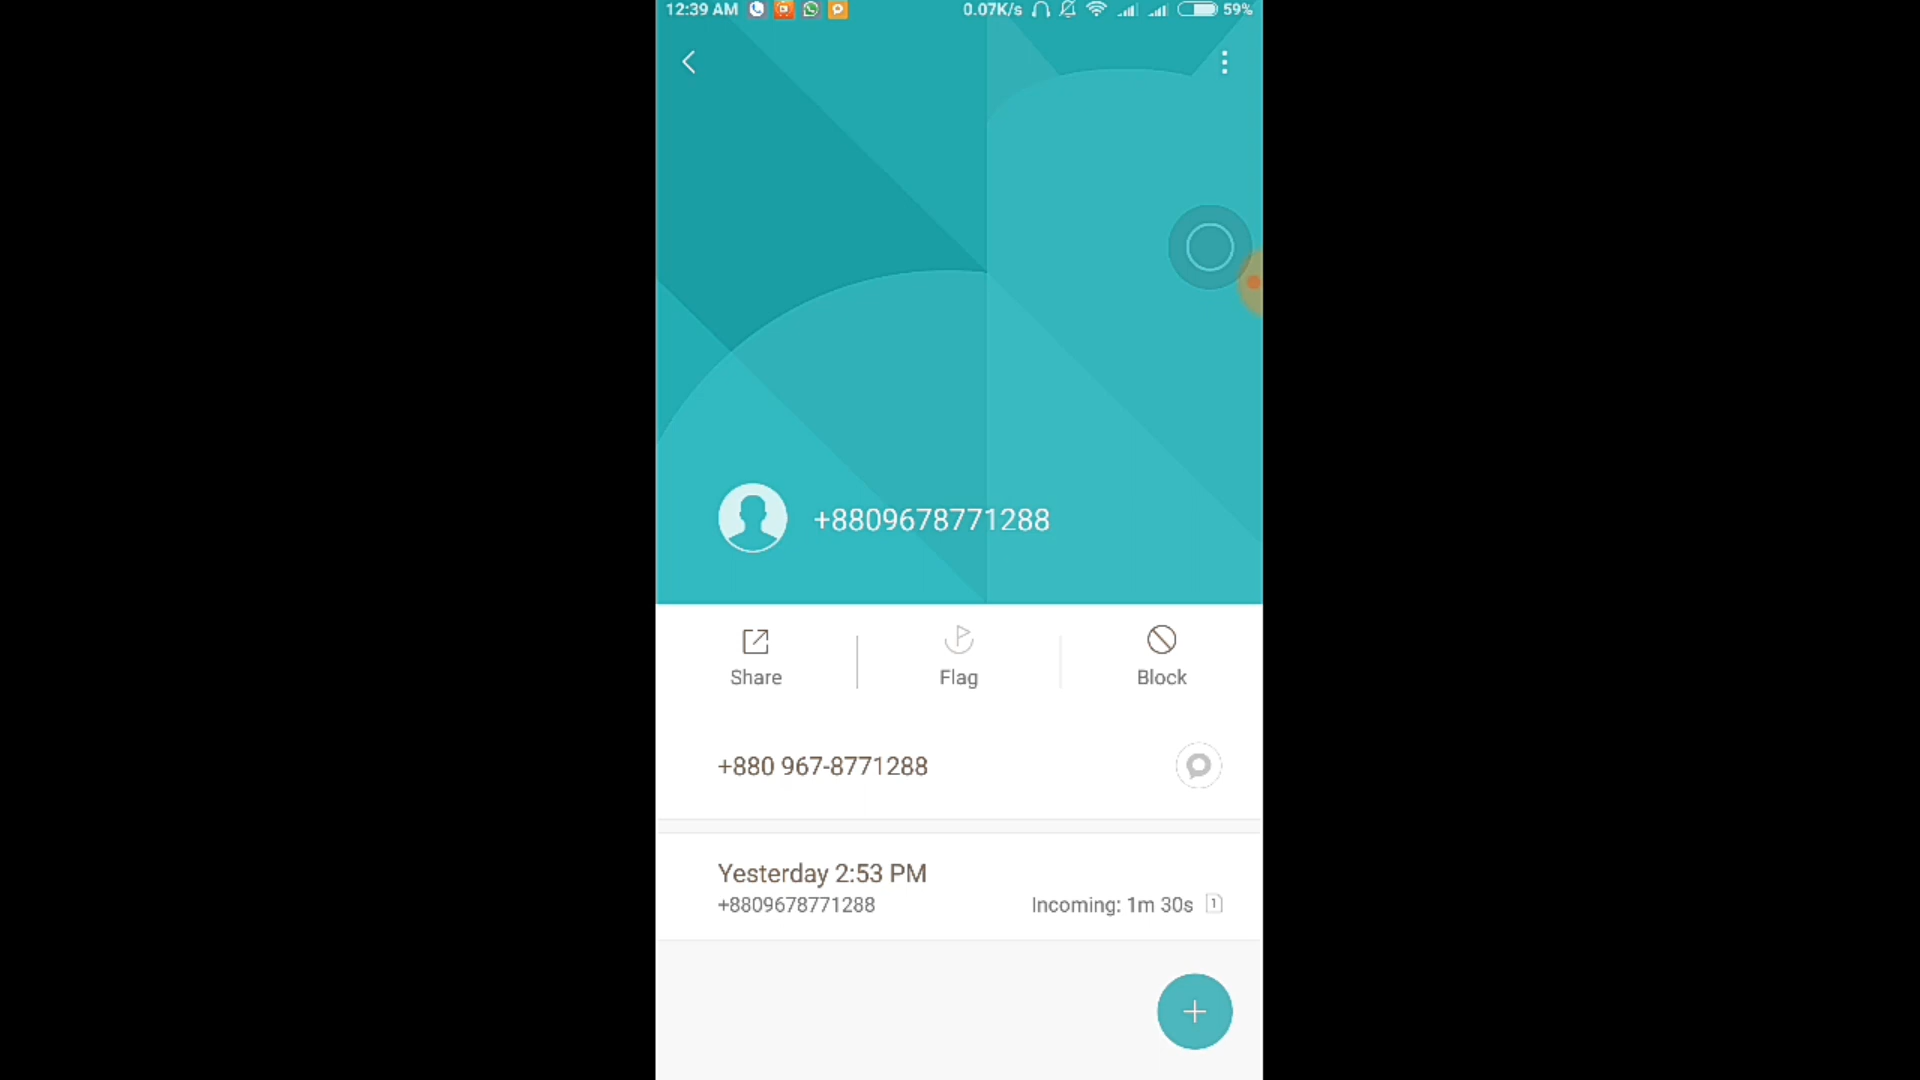 12:39 AM 0.07K/s 59%
+8809678771288
Share Flag Block
+880 967-8771288
Yesterday 2:53 PM
+8809678771288 Incoming: 1m 30s 1